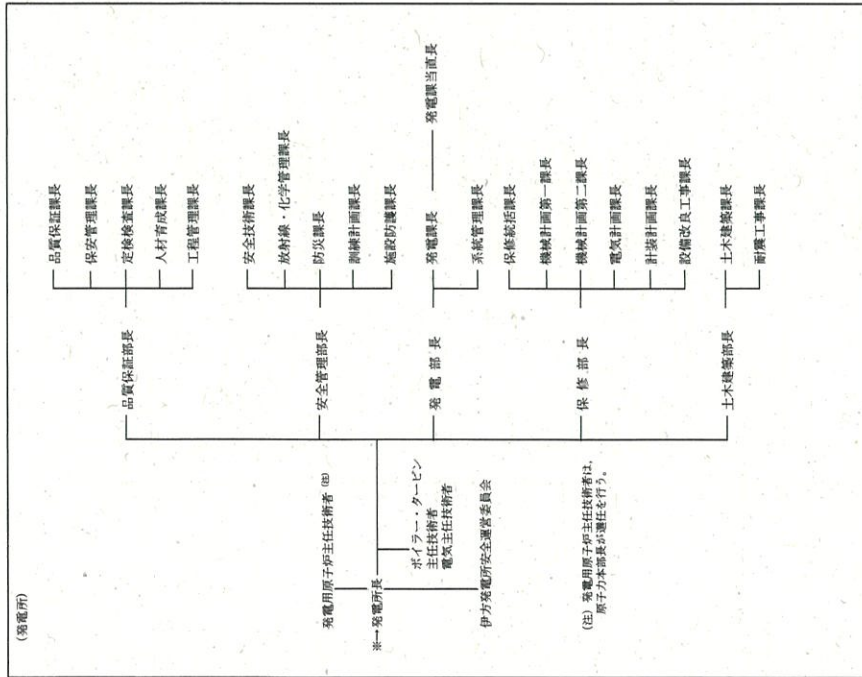 (発電所)
発電用原子炉主任技術者(注)
※→発電所長
ボイラー・タービン
主任技術者
電気主任技術者
伊方発電所安全運営委員会
(注) 発電用原子炉主任技術者は、
原子力本部長が選任を行う。
品質保証部長
品質保証課長
保安管理課長
定検検査課長
人材育成課長
工程管理課長
安全管理部長
安全技術課長
放射線・化学管理課長
防災課長
訓練計画課長
施設防護課長
発電部長
発電課長
発電課当直長
系統管理課長
保修部長
保修統括課長
機械計画第一課長
機械計画第二課長
電気計画課長
計装計画課長
設備改良工事課長
土木建築部長
土木建築課長
耐震工事課長